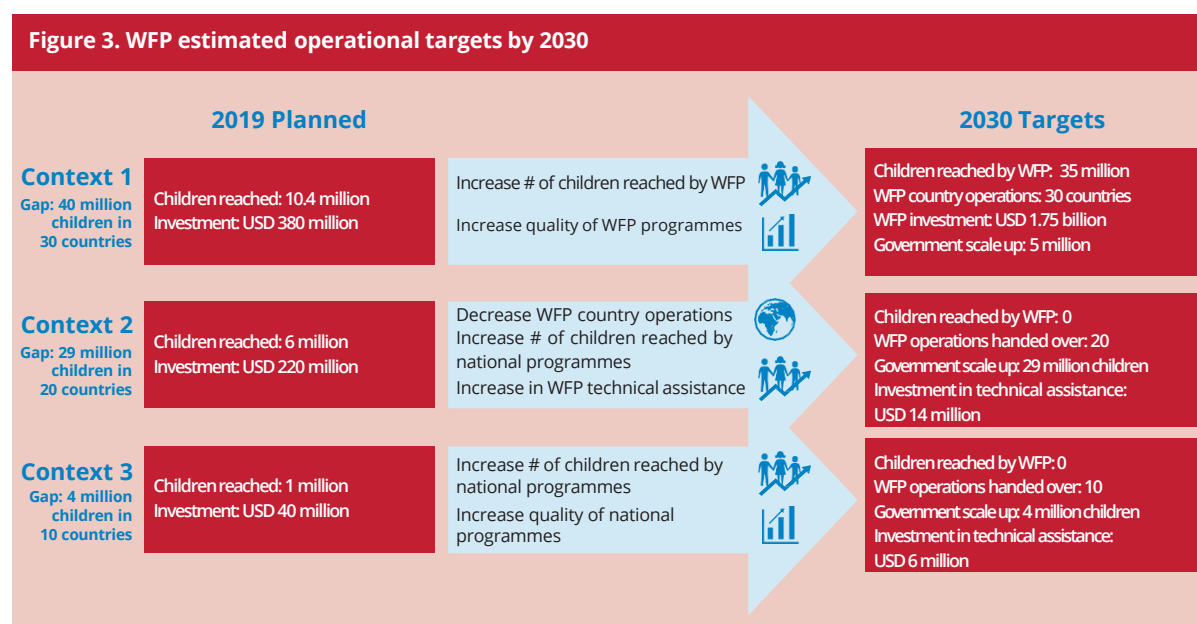 Figure 3. WFP estimated operational targets by 2030
2019 Planned
2030 Targets
Context 1
Gap: 40 million
children in
30 countries
Children reached: 10.4 million
Investment: USD 380 million
Increase # of children reached by WFP
Increase quality of WFP programmes
Children reached by WFP: 35 million
WFP country operations: 30 countries
WFP investment: USD 1.75 billion
Government scale up: 5 million
Context 2
Gap: 29 million
children in
20 countries
Children reached: 6 million
Investment: USD 220 million
Decrease WFP country operations
Increase # of children reached by
national programmes
Increase in WFP technical assistance
Children reached by WFP: 0
WFP operations handed over: 20
Government scale up: 29 million children
Investment in technical assistance:
USD 14 million
Context 3
Gap: 4 million
children in
10 countries
Children reached: 1 million
Investment: USD 40 million
Increase # of children reached by
national programmes
Increase quality of national
programmes
Children reached by WFP: 0
WFP operations handed over: 10
Government scale up: 4 million children
Investment in technical assistance:
USD 6 million